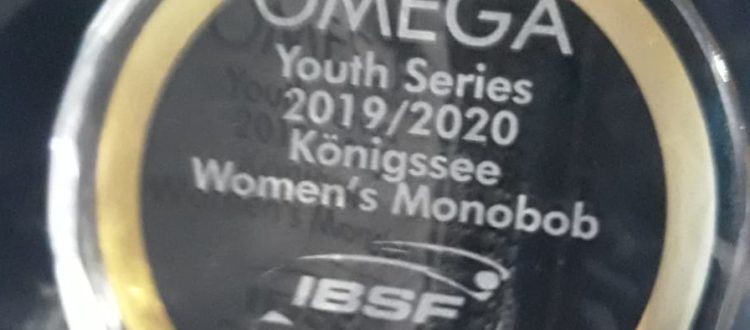 OMEGA
Youth Series
2019/2020
Königssee
Women's Monobob
IBSF